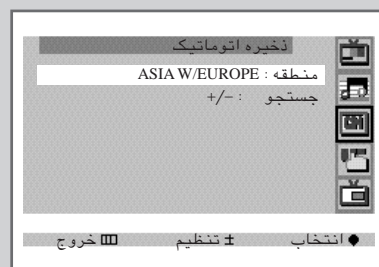 ذخیره اتوماتیک
منطقه : ASIA W/EUROPE
جستجو : -/+
انتخاب ± تنظیم خروج